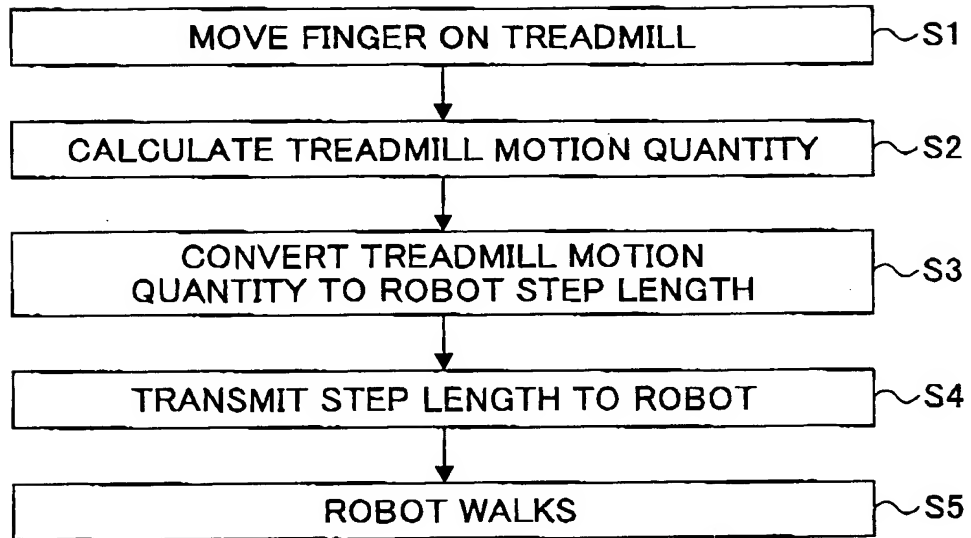 MOVE FINGER ON TREADMILL S1
CALCULATE TREADMILL MOTION QUANTITY S2
CONVERT TREADMILL MOTION
QUANTITY TO ROBOT STEP LENGTH S3
TRANSMIT STEP LENGTH TO ROBOT S4
ROBOT WALKS S5